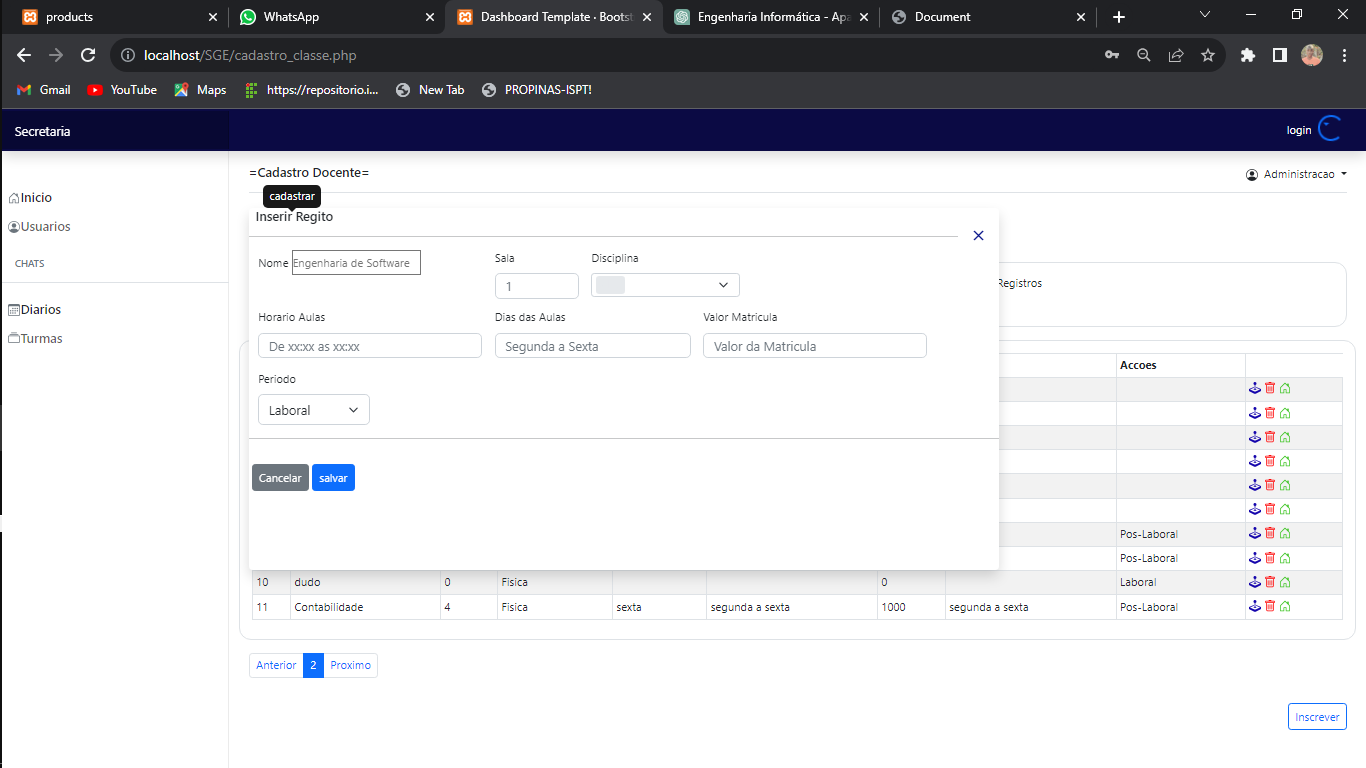 products
WhatsApp
Dashboard Template · Bootst
Engenharia Informática - Apa
Document
localhost/SGE/cadastro_classe.php
Gmail
YouTube
Maps
https://repositorio.i...
New Tab
PROPINAS-ISPT!
Secretaria
login
=Cadastro Docente=
Administracao
cadastrar
Inicio
Inserir Regito
Usuarios
CHATS
Nome Engenharia de Software
Sala
Disciplina
1
Registros
Diarios
Turmas
Horario Aulas
Dias das Aulas
Valor Matricula
De xx:xx as xx:xx
Segunda a Sexta
Valor da Matricula
Accoes
Periodo
Laboral
Cancelar
salvar
Pos-Laboral
Pos-Laboral
10 dudo 0 Fisica 0 Laboral
11 Contabilidade 4 Fisica sexta segunda a sexta 1000 segunda a sexta Pos-Laboral
Anterior 2 Proximo
Inscrever